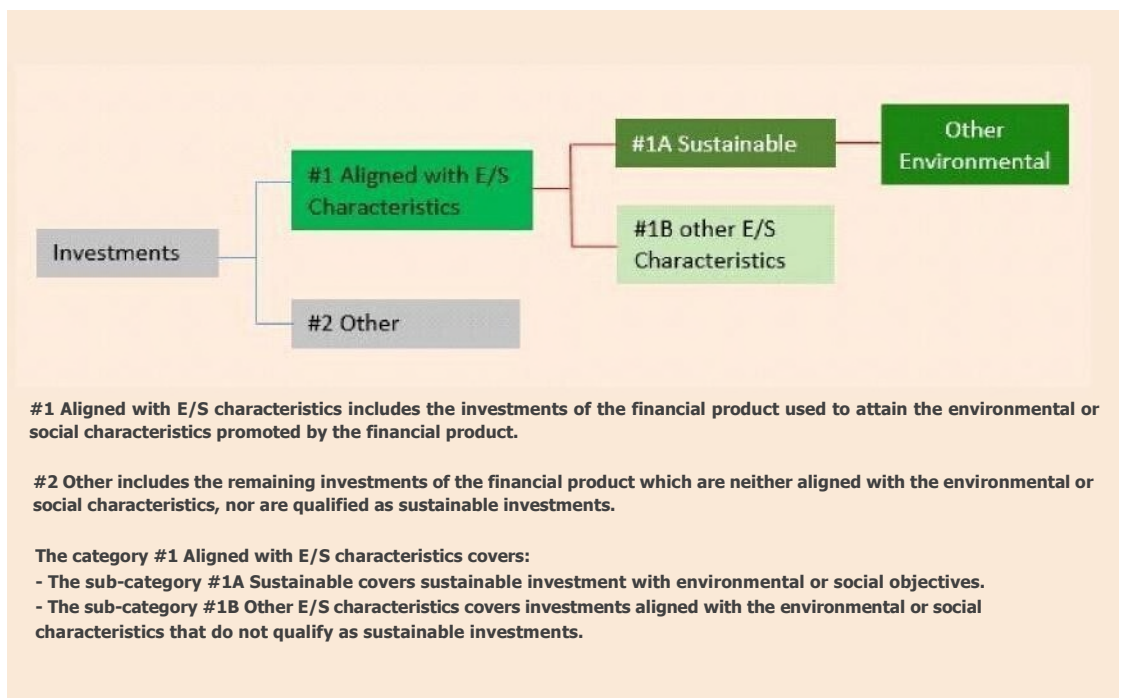 Other
Environmental
#1A Sustainable
#1 Aligned with E/S
Characteristics
#1B other E/S
Characteristics
Investments
#2 Other
#1 Aligned with E/S characteristics includes the investments of the financial product used to attain the environmental or
social characteristics promoted by the financial product.
#2 Other includes the remaining investments of the financial product which are neither aligned with the environmental or
social characteristics, nor are qualified as sustainable investments.
The category #1 Aligned with E/S characteristics covers:
- The sub-category #1A Sustainable covers sustainable investment with environmental or social objectives.
- The sub-category #1B Other E/S characteristics covers investments aligned with the environmental or social
characteristics that do not qualify as sustainable investments.